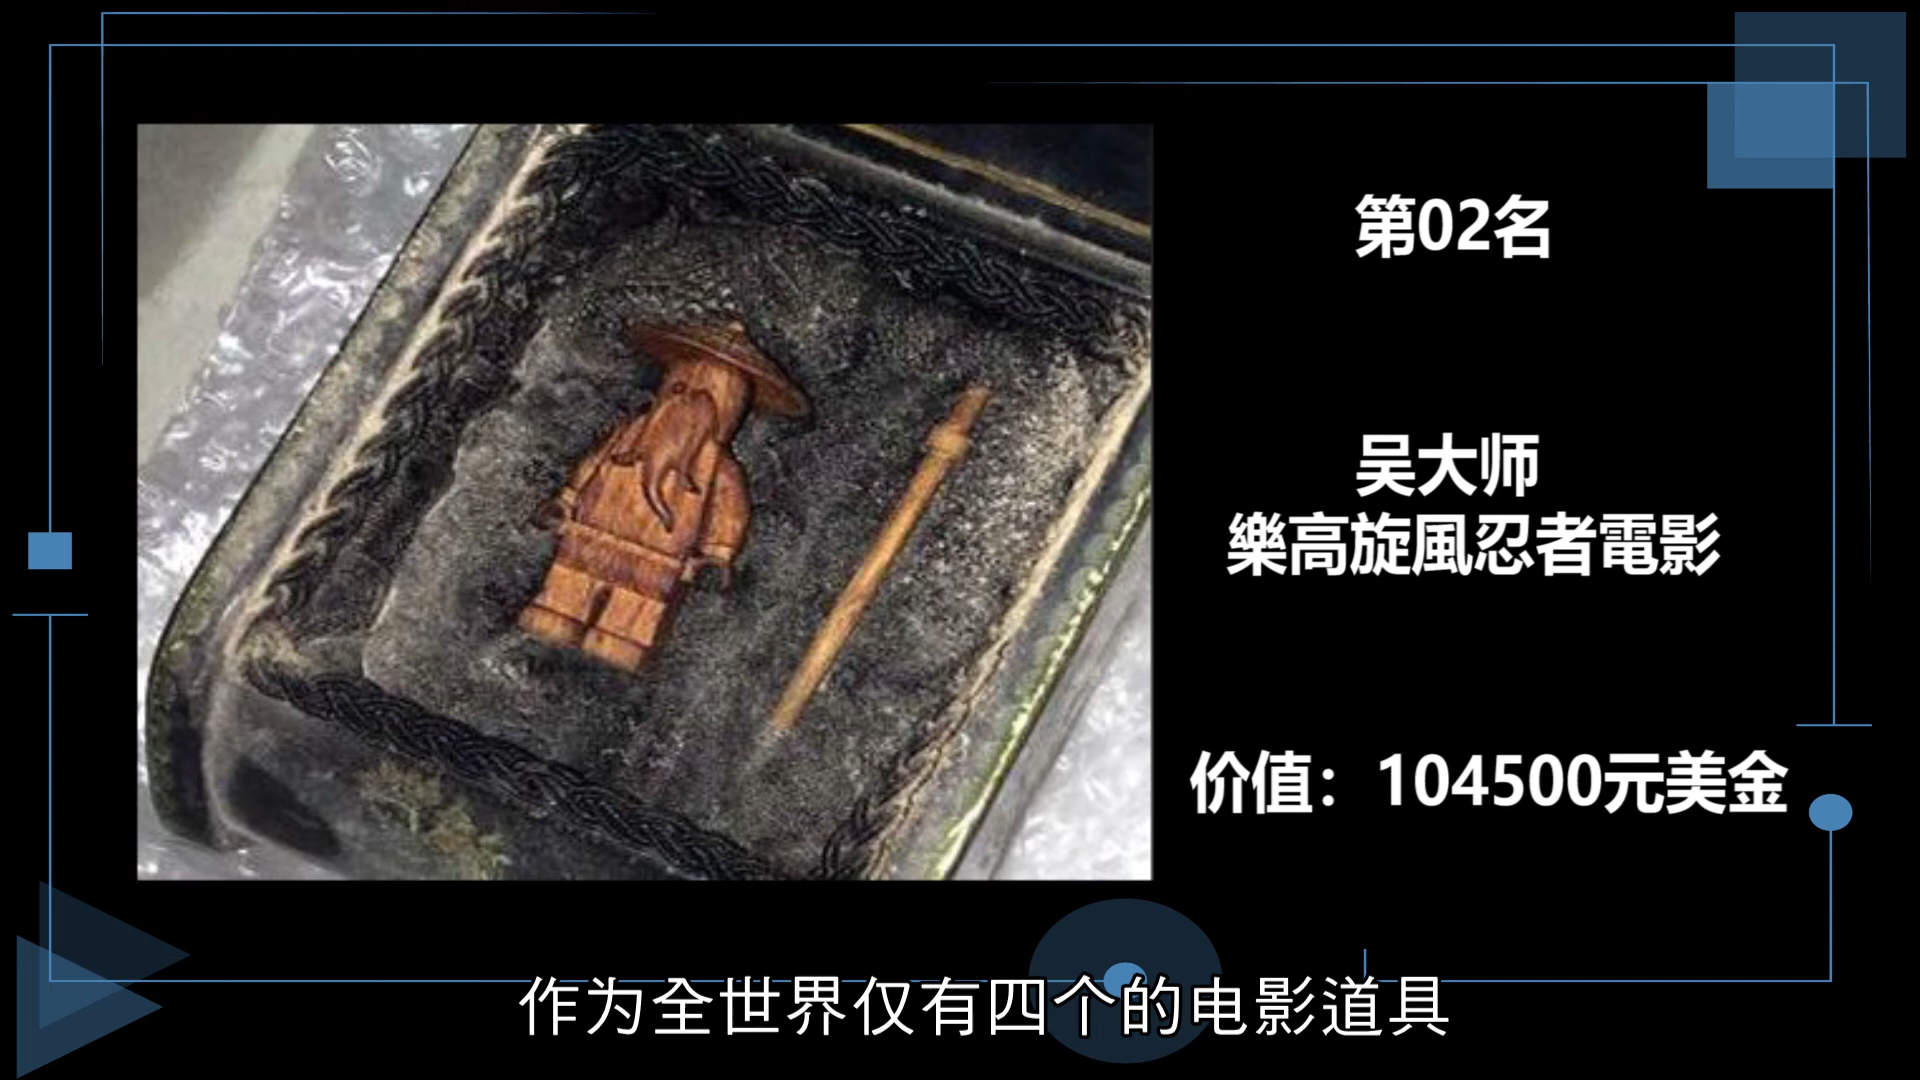 第02名
吴大师
樂高旋風忍者電影
价值：104500元美金
作为全世界仅有四个的电影道具